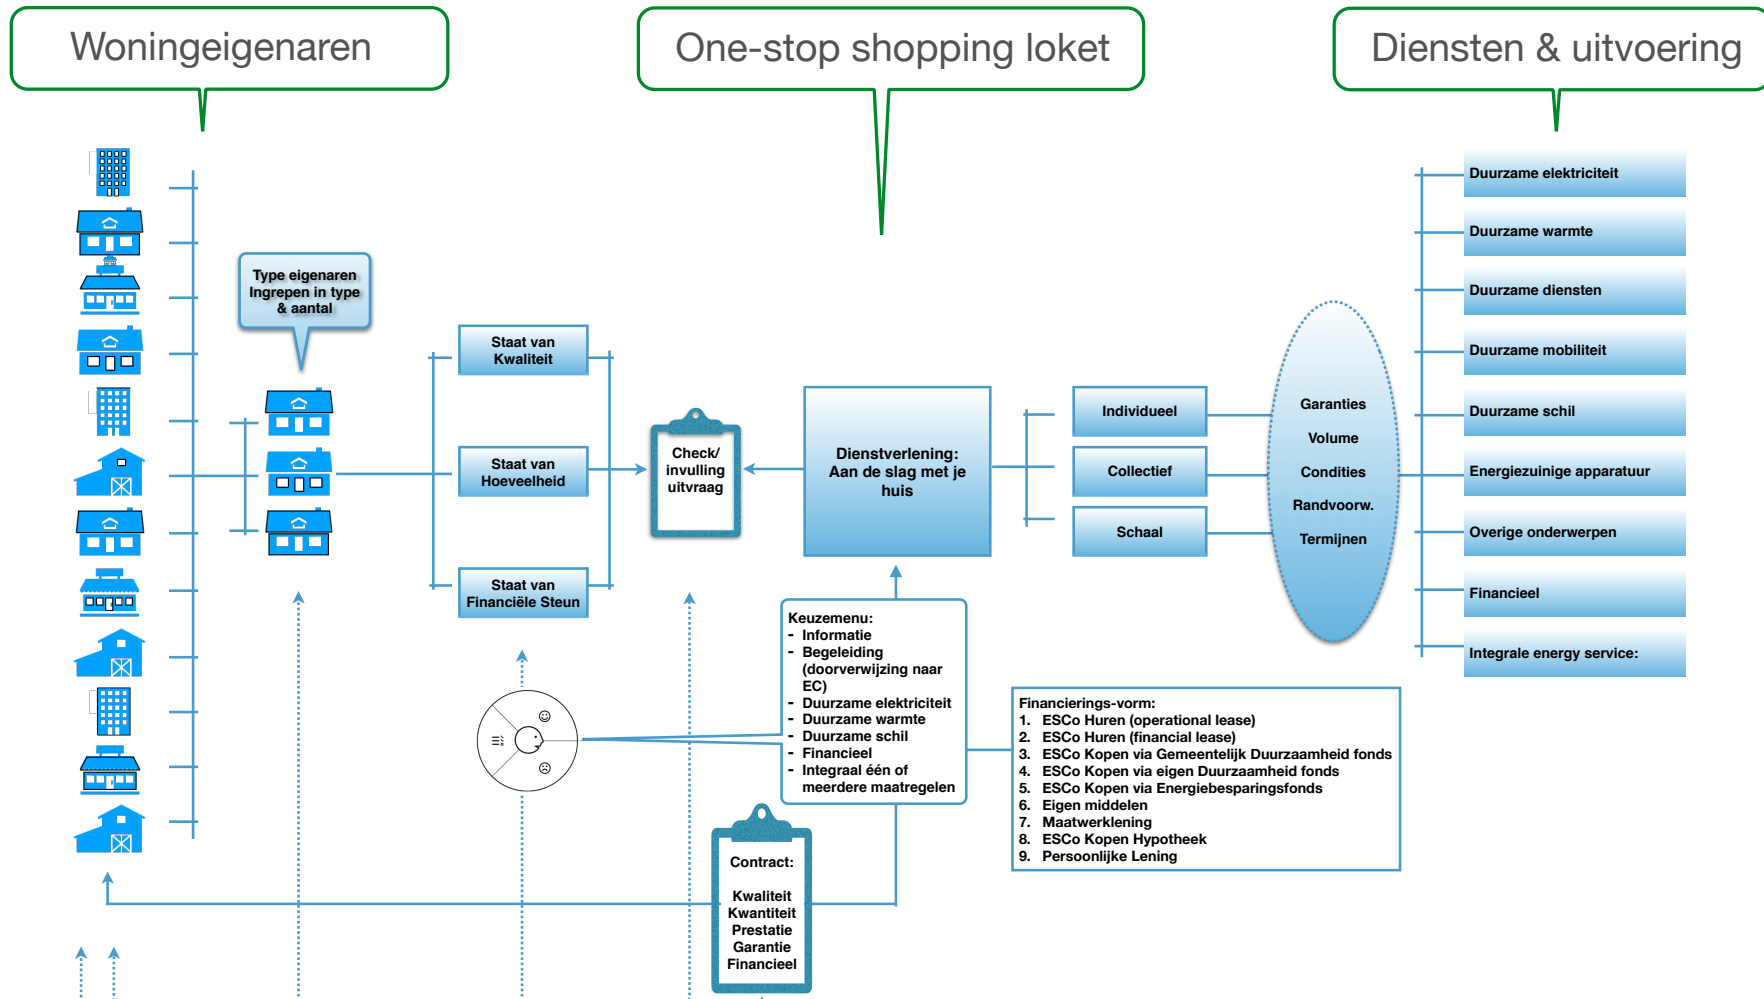 Woningeigenaren
One-stop shopping loket
Diensten & uitvoering
Type eigenaren
Ingrepen in type
& aantal
Staat van
Kwaliteit
Staat van
Hoeveelheid
Staat van
Financiële Steun
Check/
invulling
uitvraag
Dienstverlening:
Aan de slag met je
huis
Individueel
Collectief
Schaal
Garanties
Volume
Condities
Randvoorw.
Termijnen
Duurzame elektriciteit
Duurzame warmte
Duurzame diensten
Duurzame mobiliteit
Duurzame schil
Energiezuinige apparatuur
Overige onderwerpen
Financieel
Integrale energy service:
Keuzemenu:
- Informatie
- Begeleiding
(doorverwijzing naar
EC)
- Duurzame elektriciteit
- Duurzame warmte
- Duurzame schil
- Financieel
- Integraal één of
meerdere maatregelen
Financierings-vorm:
1. ESCo Huren (operational lease)
2. ESCo Huren (financial lease)
3. ESCo Kopen via Gemeentelijk Duurzaamheid fonds
4. ESCo Kopen via eigen Duurzaamheid fonds
5. ESCo Kopen via Energiebesparingsfonds
6. Eigen middelen
7. Maatwerklening
8. ESCo Kopen Hypotheek
9. Persoonlijke Lening
Contract:
Kwaliteit
Kwantiteit
Prestatie
Garantie
Financieel